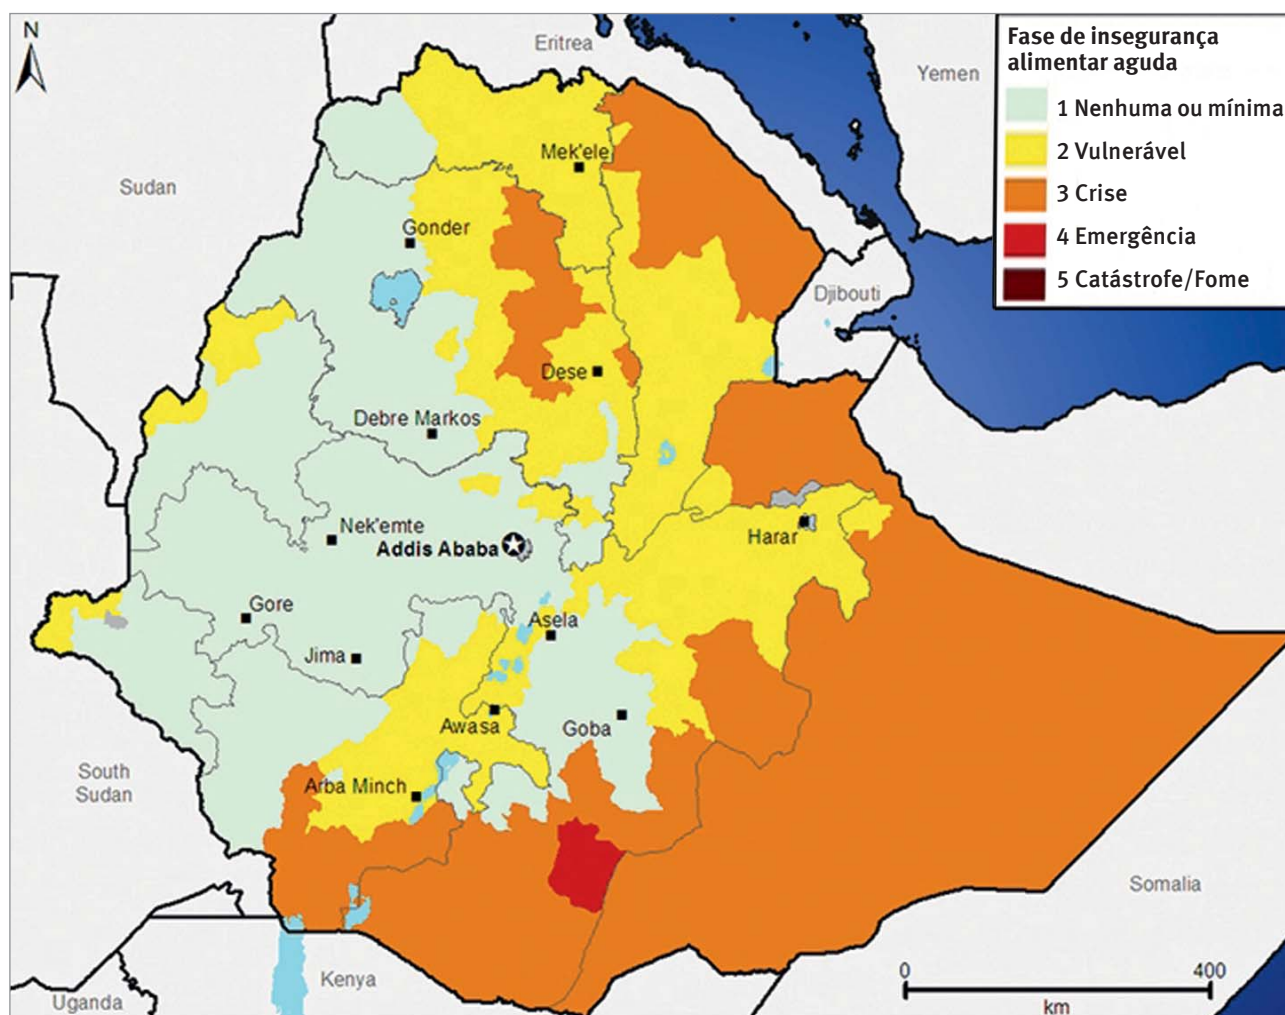 N
Eritrea
Yemen
Fase de insegurança
alimentar aguda
1 Nenhuma ou mínima
2 Vulnerável
3 Crise
4 Emergência
5 Catástrofe/Fome
Mek'ele
Sudan
Gonder
Djibouti
Dese
Debre Markos
Nek'emte
Addis Ababa
Harar
Gore
Asela
Jima
Awasa
Goba
South
Sudan
Arba Minch
Somalia
Kenya
Uganda
0 400
km